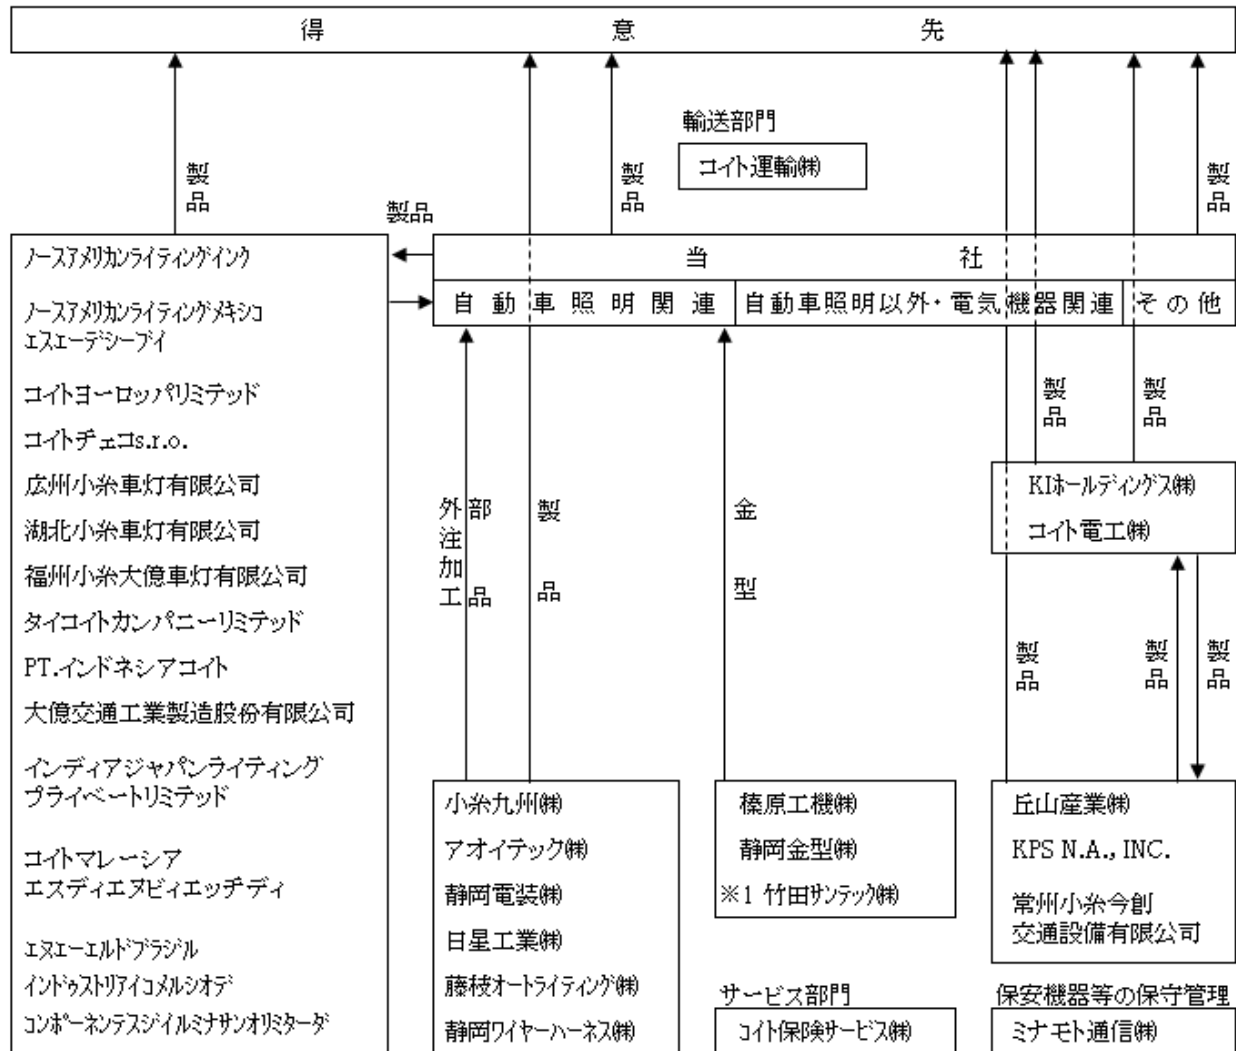 得意先
輸送部門
コイト運輸㈱
製品
製品
製品
製品
当社
自動車照明関連
自動車照明以外・電気機器関連
その他
ノースアメリカンライティングインク
ノースアメリカンライティングメキシコ
エスエーデシーブイ
コイトヨーロッパリミテッド
コイトチェコs.r.o.
広州小糸車灯有限公司
湖北小糸車灯有限公司
福州小糸大億車灯有限公司
タイコイトカンパニーリミテッド
PT.インドネシアコイト
大億交通工業製造股份有限公司
インディアジャパンライティング
プライベートリミテッド
コイトマレーシア
エスディエヌビィエッチディ
エヌエーエルドブラジル
インドゥストリアイコメルシオデ
コンポーネンテスジイルミナサンオリミターダ
外注加工
部品
製品
金型
製品
製品
KIホールディングス㈱
コイト電工㈱
製品
製品
製品
小糸九州㈱
アオイテック㈱
静岡電装㈱
日星工業㈱
藤枝オートライティング㈱
静岡ワイヤーハーネス㈱
榛原工機㈱
静岡金型㈱
※1 竹田サンテック㈱
サービス部門
コイト保険サービス㈱
丘山産業㈱
KPS N.A., INC.
常州小糸今創
交通設備有限公司
保安機器等の保守管理
ミナモト通信㈱